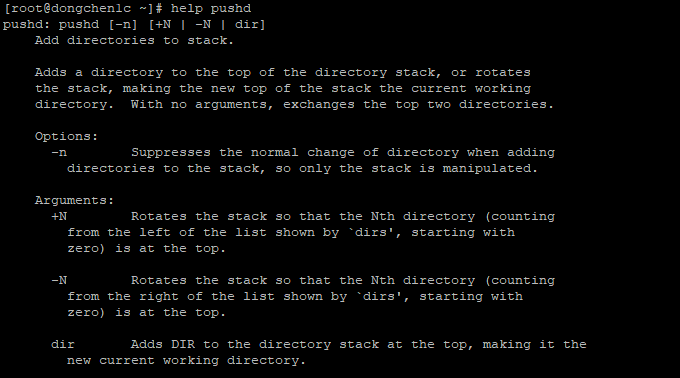 [root@dongchenlc ~]# help pushd
pushd: pushd [-n] [+N | -N | dir]
    Add directories to stack.

    Adds a directory to the top of the directory stack, or rotates
    the stack, making the new top of the stack the current working
    directory.  With no arguments, exchanges the top two directories.

    Options:
      -n        Suppresses the normal change of directory when adding
        directories to the stack, so only the stack is manipulated.

    Arguments:
      +N        Rotates the stack so that the Nth directory (counting
        from the left of the list shown by `dirs', starting with
        zero) is at the top.

      -N        Rotates the stack so that the Nth directory (counting
        from the right of the list shown by `dirs', starting with
        zero) is at the top.

      dir       Adds DIR to the directory stack at the top, making it the
        new current working directory.